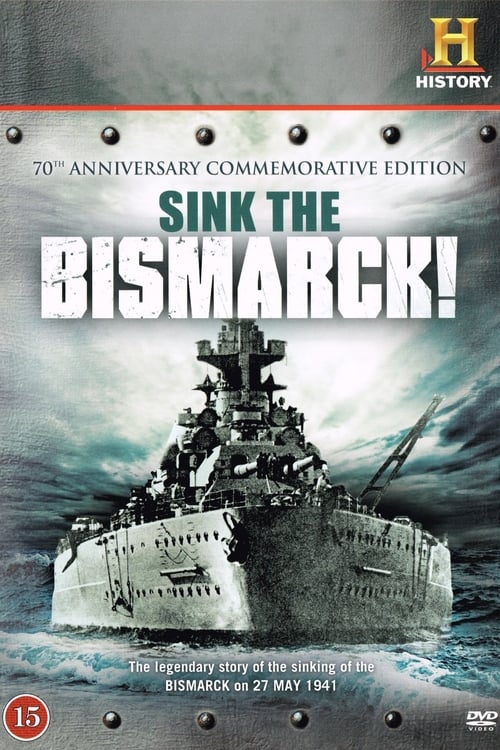 H
HISTORY
70TH ANNIVERSARY COMMEMORATIVE EDITION
SINK THE
BISMARCK!
The legendary story of the sinking of the
BISMARCK on 27 MAY 1941
15
DVD
VIDEO